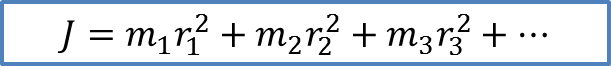 J = m₁r₁² + m₂r₂² + m₃r₃² + ⋯